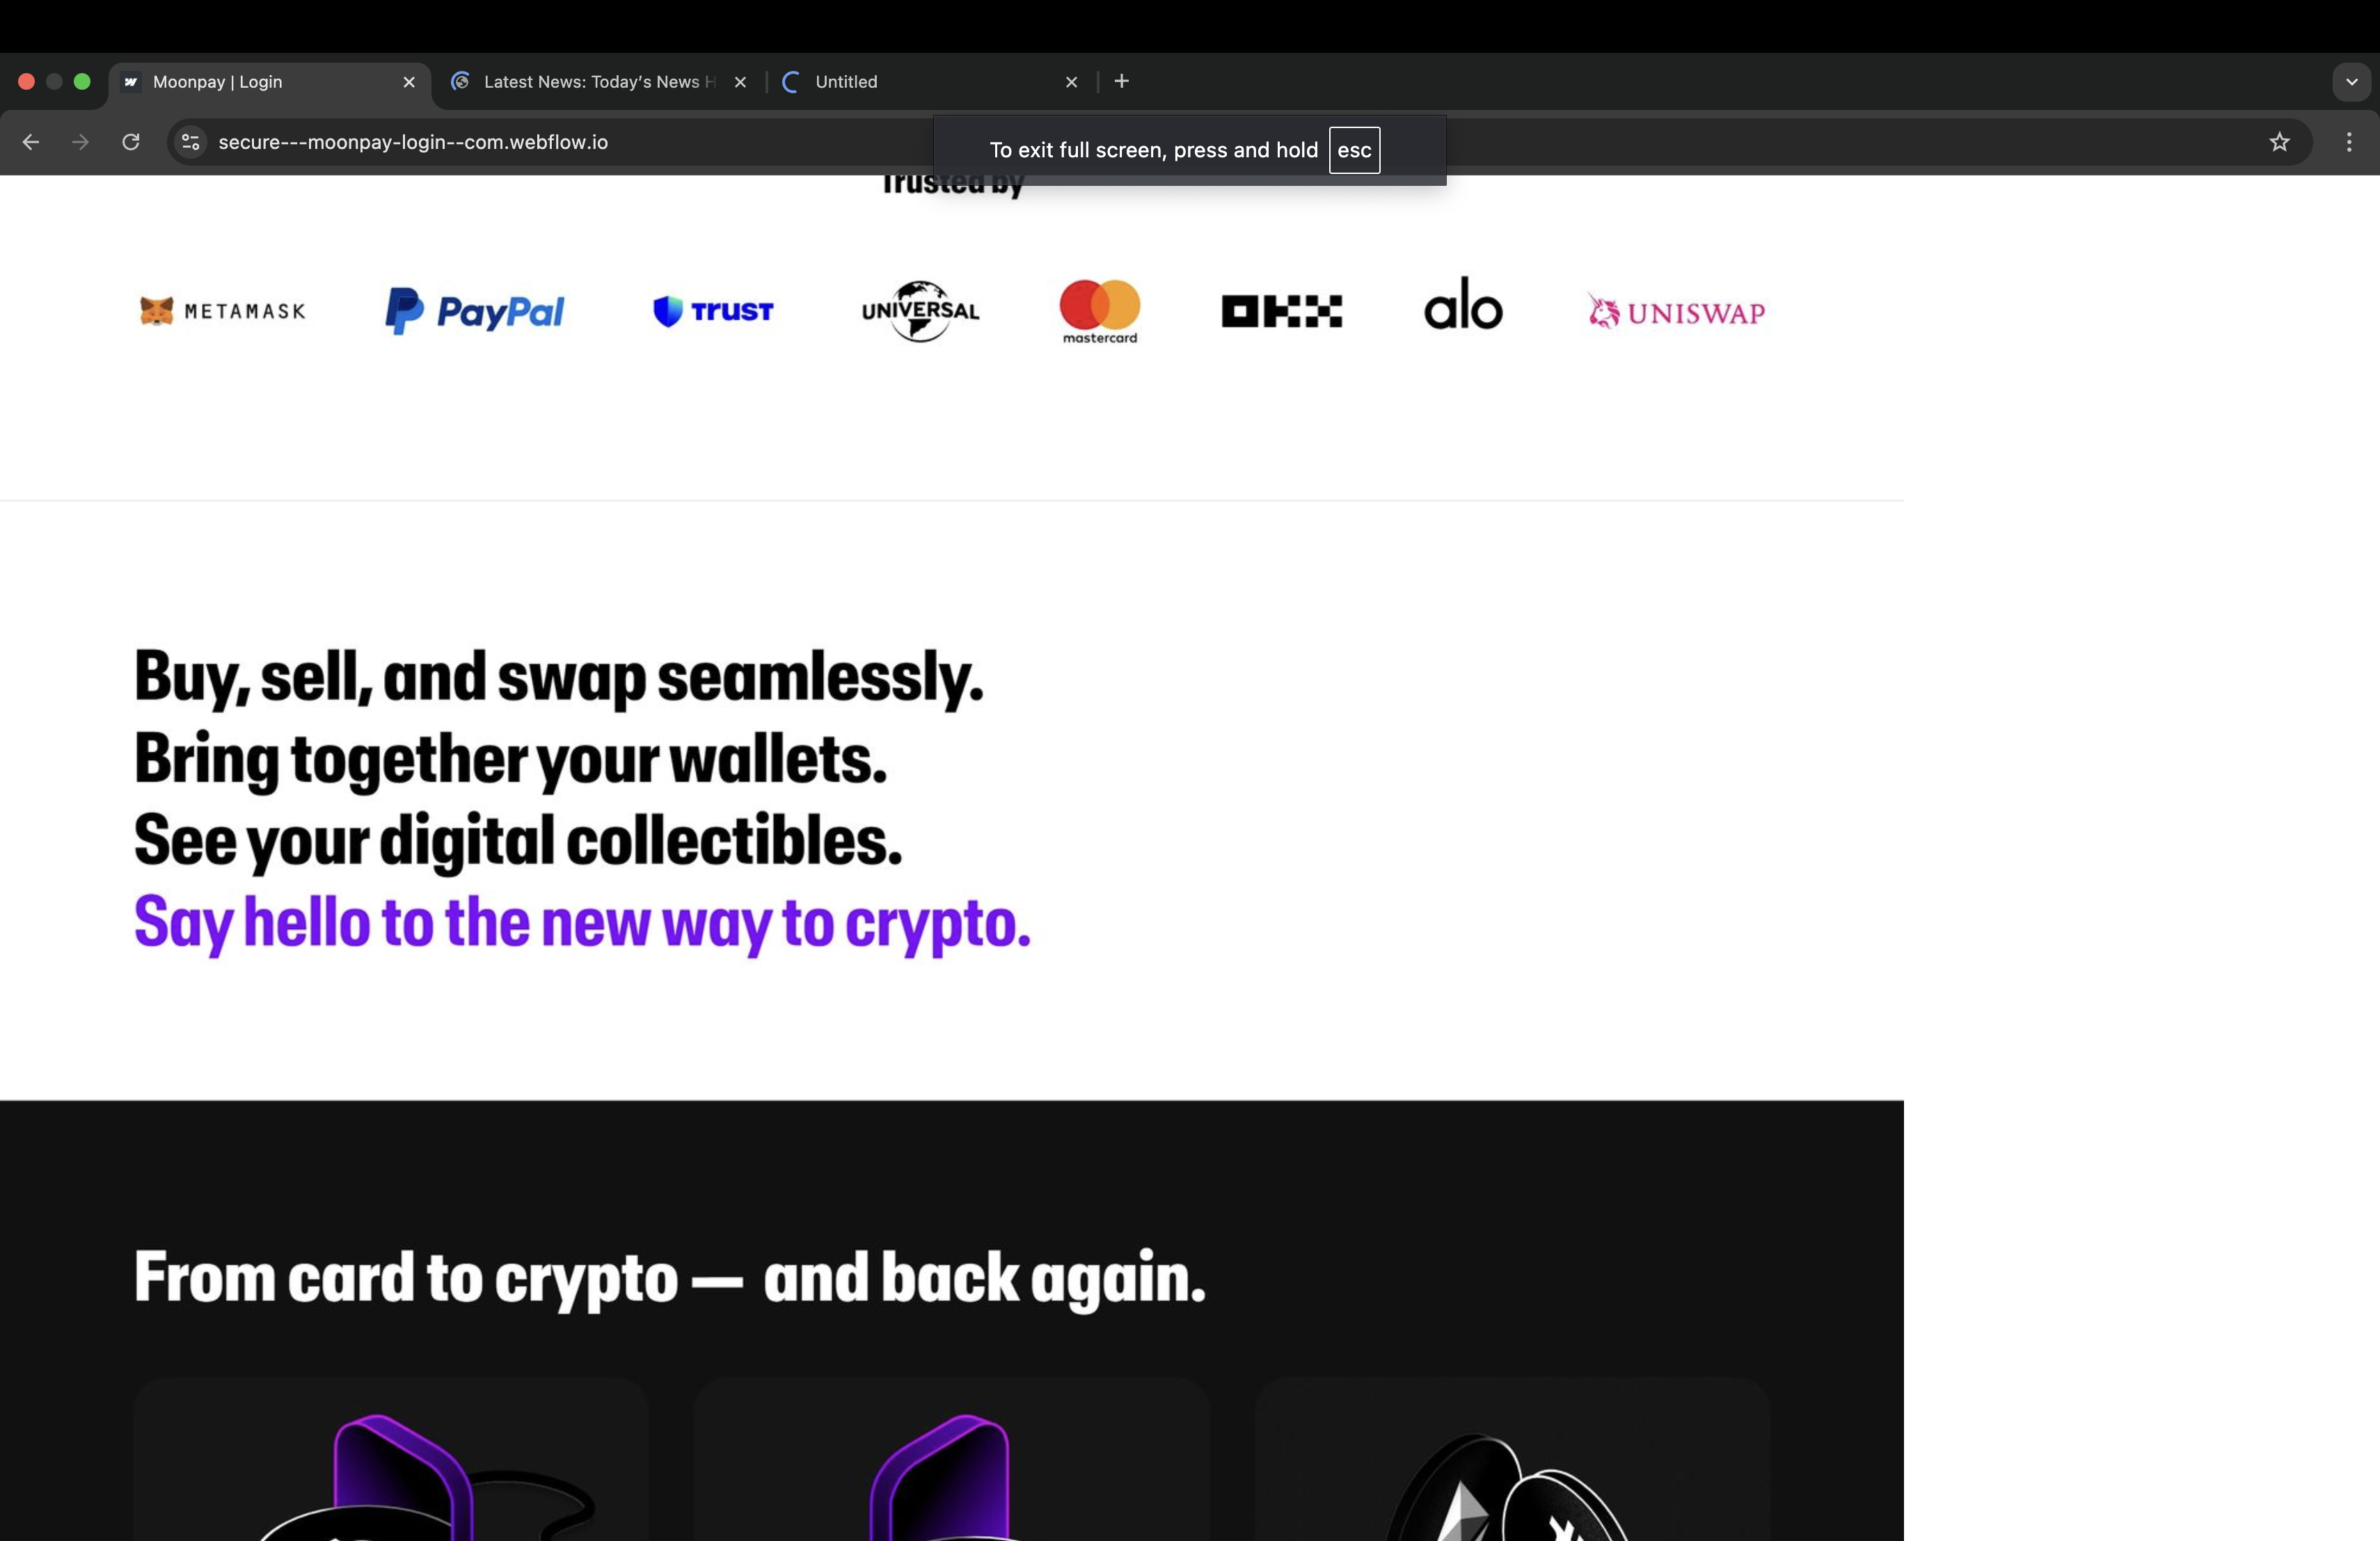 Moonpay | Login
Latest News: Today's News H
Untitled
secure---moonpay-login--com.webflow.io
To exit full screen, press and hold esc
Trusted by
METAMASK
PayPal
TRUST
UNIVERSAL
mastercard
OKX
alo
UNISWAP
Buy, sell, and swap seamlessly.
Bring together your wallets.
See your digital collectibles.
Say hello to the new way to crypto.
From card to crypto — and back again.